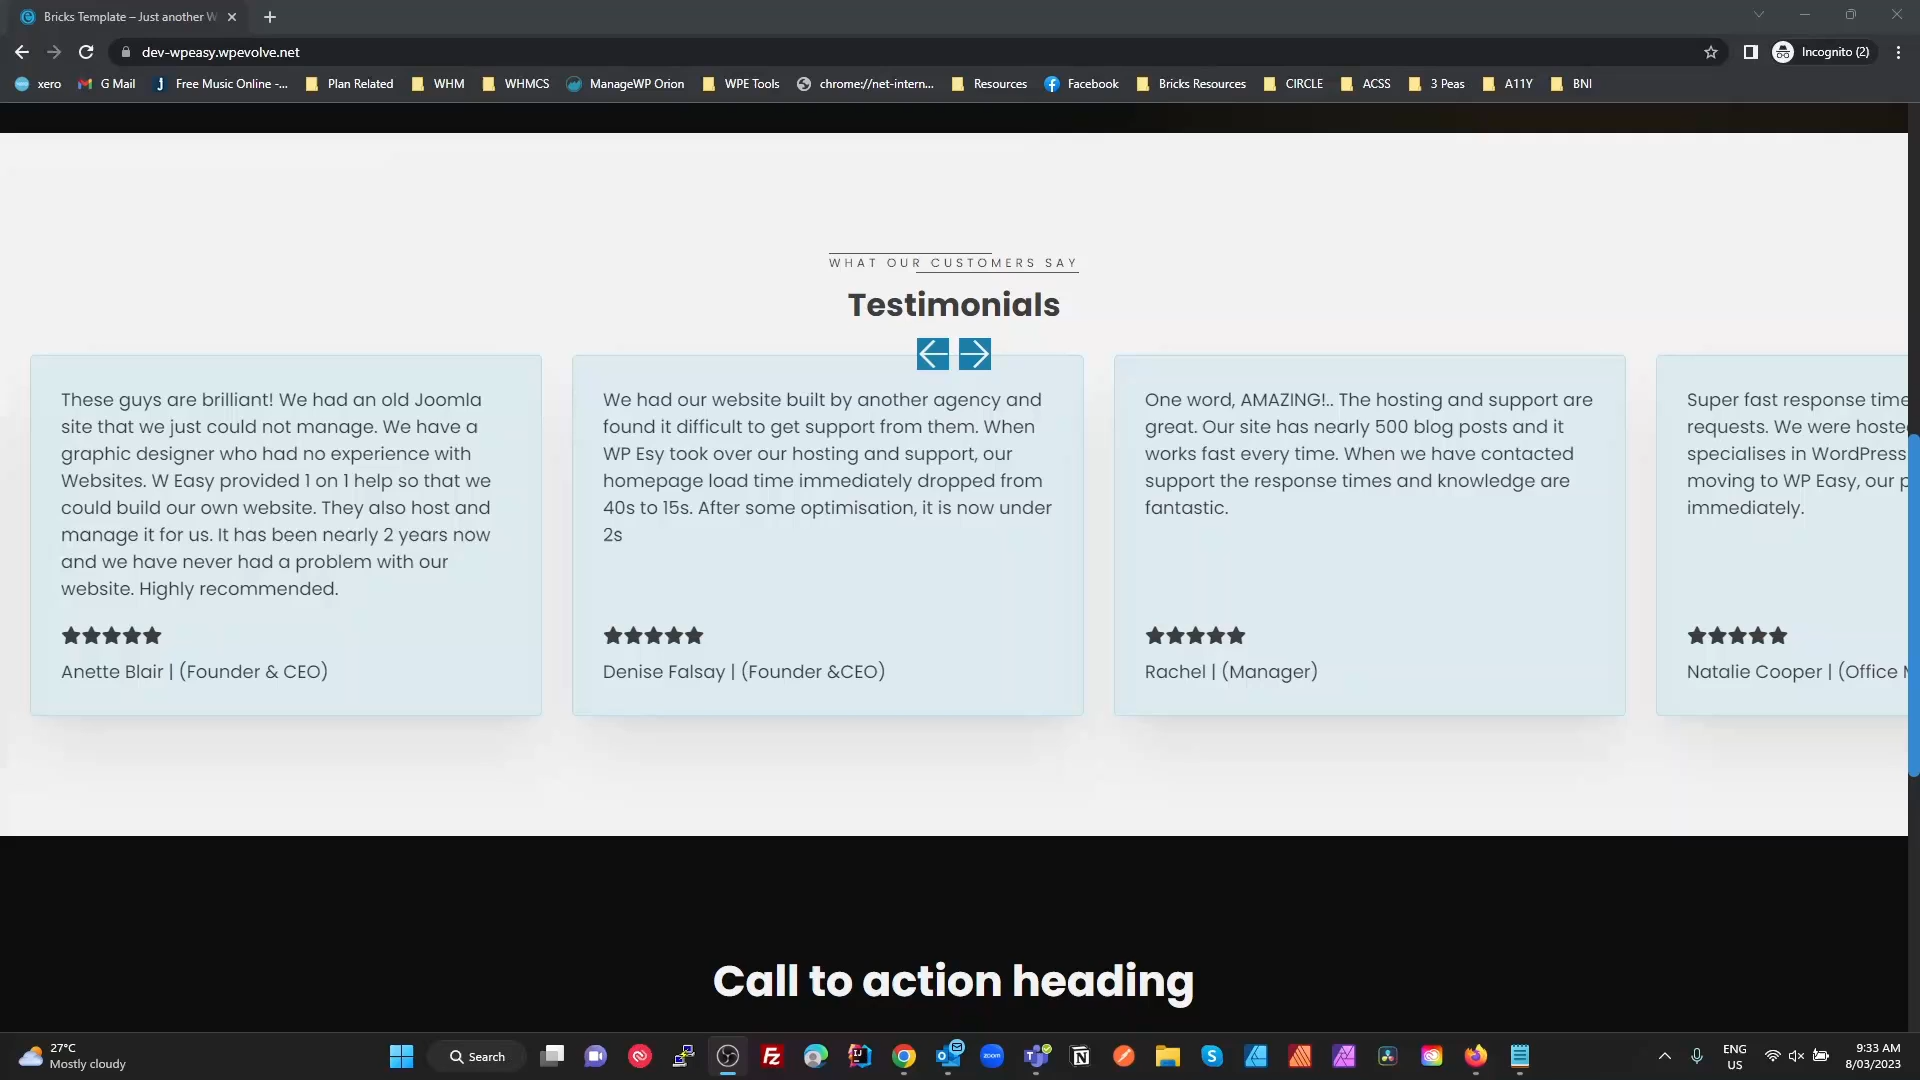 Bricks Template – Just another W
dev-wpeasy.wpevolve.net
Incognito (2)
xero
G Mail
Free Music Online -...
Plan Related
WHM
WHMCS
ManageWP Orion
WPE Tools
chrome://net-intern...
Resources
Facebook
Bricks Resources
CIRCLE
ACSS
3 Peas
A11Y
BNI
WHAT OUR CUSTOMERS SAY
Testimonials
These guys are brilliant! We had an old Joomla
site that we just could not manage. We have a
graphic designer who had no experience with
Websites. W Easy provided 1 on 1 help so that we
could build our own website. They also host and
manage it for us. It has been nearly 2 years now
and we have never had a problem with our
website. Highly recommended.
Anette Blair | (Founder & CEO)
We had our website built by another agency and
found it difficult to get support from them. When
WP Esy took over our hosting and support, our
homepage load time immediately dropped from
40s to 15s. After some optimisation, it is now under
2s
Denise Falsay | (Founder &CEO)
One word, AMAZING!.. The hosting and support are
great. Our site has nearly 500 blog posts and it
works fast every time. When we have contacted
support the response times and knowledge are
fantastic.
Rachel | (Manager)
Super fast response time
requests. We were hoste
specialises in WordPress
moving to WP Easy, our p
immediately.
Natalie Cooper | (Office M
Call to action heading
27°C
Mostly cloudy
Search
zoom
ENG
US
9:33 AM
8/03/2023